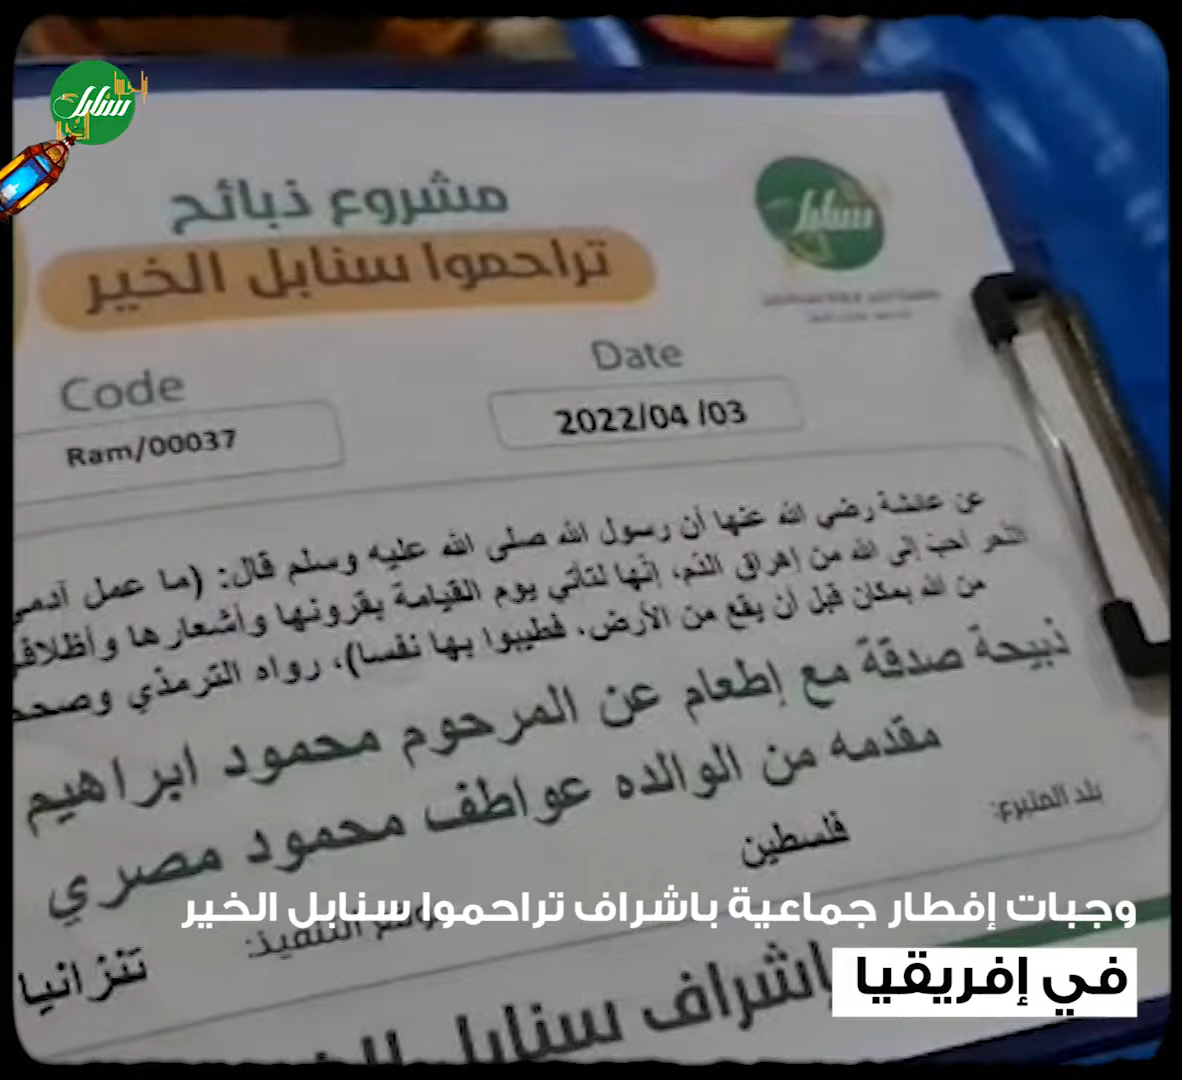 سنابل
مشروع ذبائح
تراحموا سنابل الخير
سنابل
Date
Code
2022/04 /03
Ram/00037
عن عائشة رضي الله عنها أن رسول الله صلى الله عليه وسلم قال: (ما عمل آدمي
النحر أحب إلى الله من إهراق الدم، إنها لتأتي يوم القيامة بقرونها وأشعارها وأظلاف
من الله بمكان قبل أن يقع من الأرض، فطيبوا بها نفسا)، رواه الترمذي وصحح
ذبيحة صدقة مع إطعام عن المرحوم محمود ابراهيم
مقدمه من الوالده عواطف محمود مصري
بلد المتبرع:
فلسطين
التنفيذ:
تنزانيا
باشراف سنابل الخير
وجبات إفطار جماعية باشراف تراحموا سنابل الخير
في إفريقيا